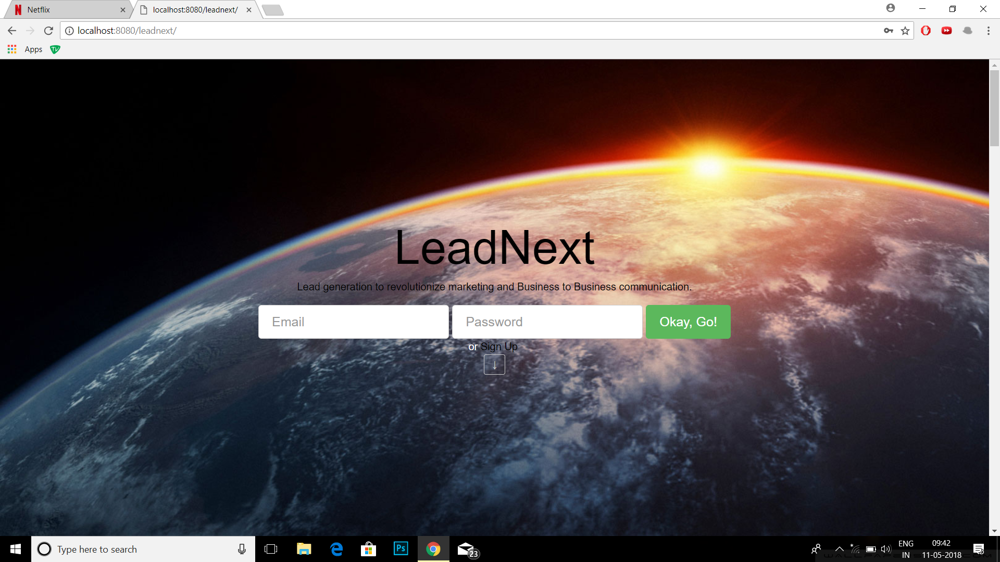 Netflix
localhost:8080/leadnext/
localhost:8080/leadnext/
Apps
TV
LeadNext
Lead generation to revolutionize marketing and Business to Business communication.
Email Password Okay, Go!
or Sign Up
↓
Type here to search
Ps
23
ENG
IN
09:42
11-05-2018